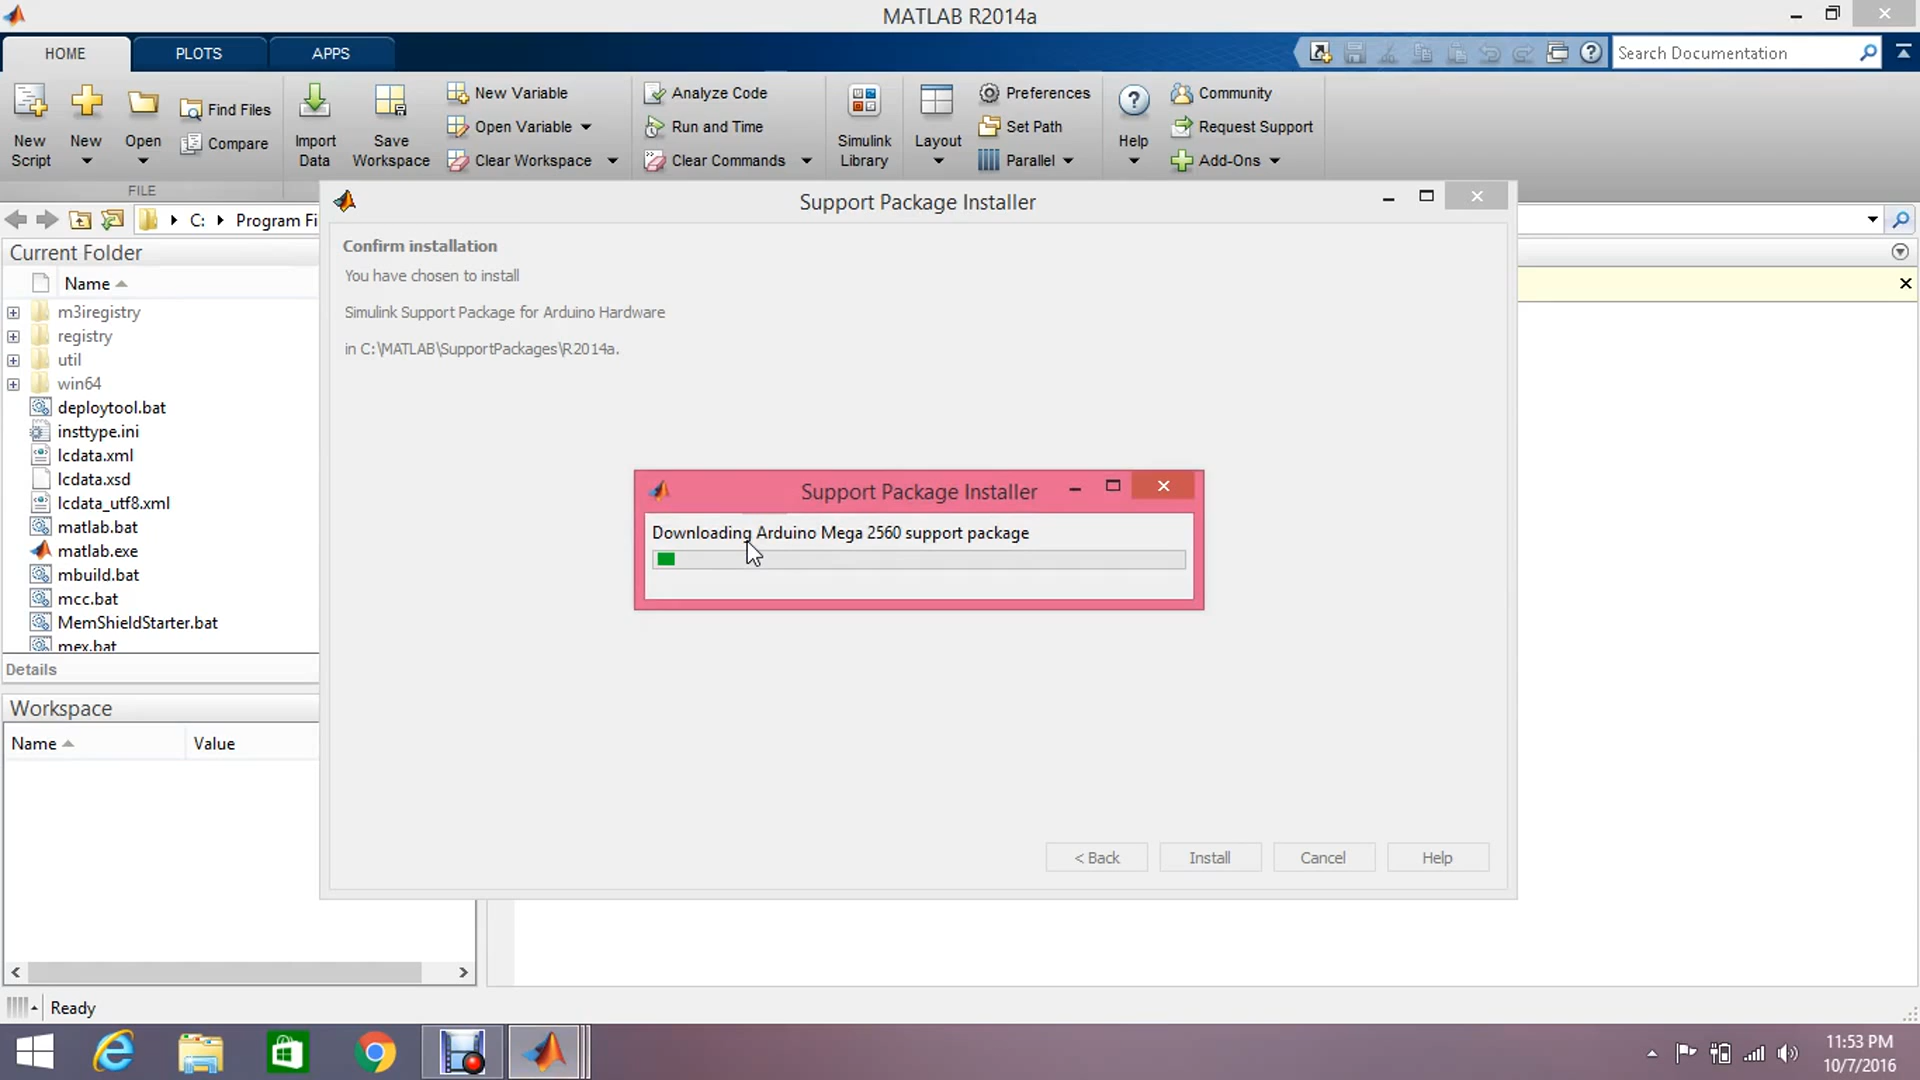 MATLAB R2014a
HOME
PLOTS
APPS
Search Documentation
New Script
New
Open
Find Files
Compare
Import Data
Save Workspace
New Variable
Open Variable
Clear Workspace
Analyze Code
Run and Time
Clear Commands
Simulink Library
Layout
Preferences
Set Path
Parallel
Help
Community
Request Support
Add-Ons
FILE
C:
Program Fi
Current Folder
Name
m3iregistry
registry
util
win64
deploytool.bat
insttype.ini
lcdata.xml
lcdata.xsd
lcdata_utf8.xml
matlab.bat
matlab.exe
mbuild.bat
mcc.bat
MemShieldStarter.bat
mex.bat
Details
Workspace
Name
Value
Support Package Installer
Confirm installation
You have chosen to install
Simulink Support Package for Arduino Hardware
in C:\MATLAB\SupportPackages\R2014a.
Support Package Installer
Downloading Arduino Mega 2560 support package
< Back
Install
Cancel
Help
Ready
11:53 PM
10/7/2016